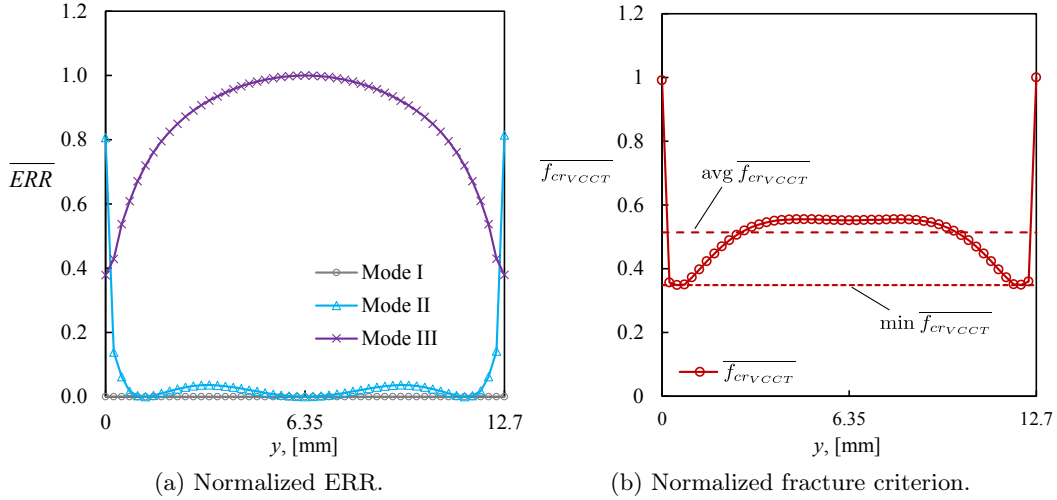 1.2
1.0
0.8
0.6
0.4
0.2
0.0
ERR
Mode I
Mode II
Mode III
0
6.35
12.7
y, [mm]
(a) Normalized ERR.
1.2
1
0.8
0.6
0.4
0.2
0
f_{cr_{VCCT}}
avg f_{cr_{VCCT}}
min f_{cr_{VCCT}}
f_{cr_{VCCT}}
0
6.35
12.7
y, [mm]
(b) Normalized fracture criterion.